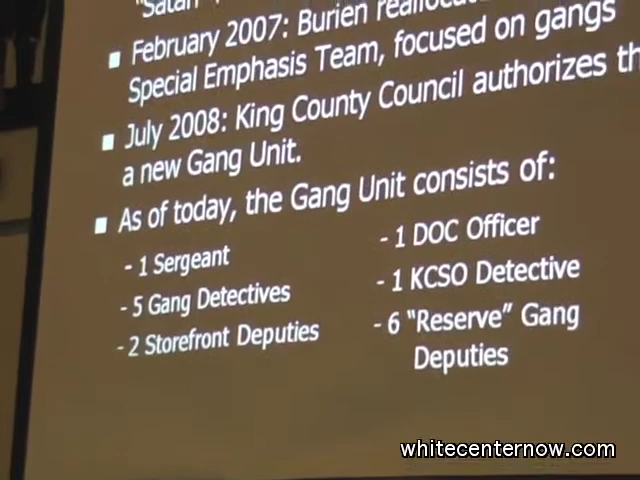 "Satan
■ February 2007: Burien
Special Emphasis Team, focused on gangs
■ July 2008: King County Council authorizes
a new Gang Unit.
■ As of today, the Gang Unit consists of:
- 1 Sergeant
- 5 Gang Detectives
- 2 Storefront Deputies
- 1 DOC Officer
- 1 KCSO Detective
- 6 "Reserve" Gang
Deputies
whitecenternow.com